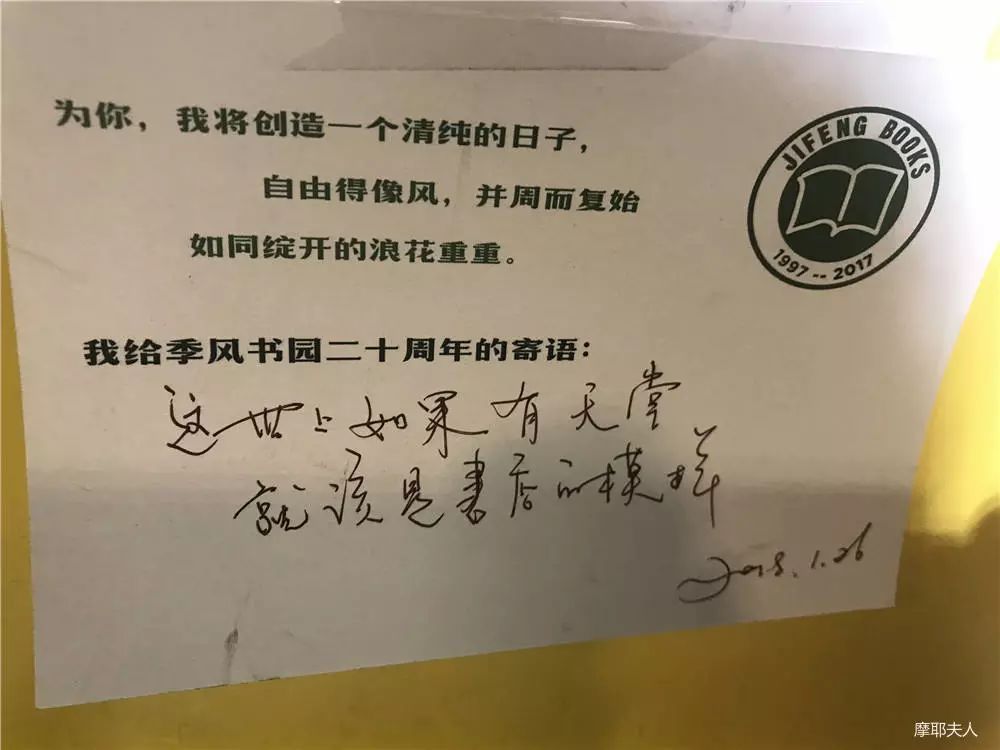 为你，我将创造一个清纯的日子，
自由得像风，并周而复始
如同绽开的浪花重重。
JIFENG BOOKS
1997 -- 2017
我给季风书园二十周年的寄语：
这世上如果有天堂
就该是書店的模样
2018.1.26
摩耶夫人